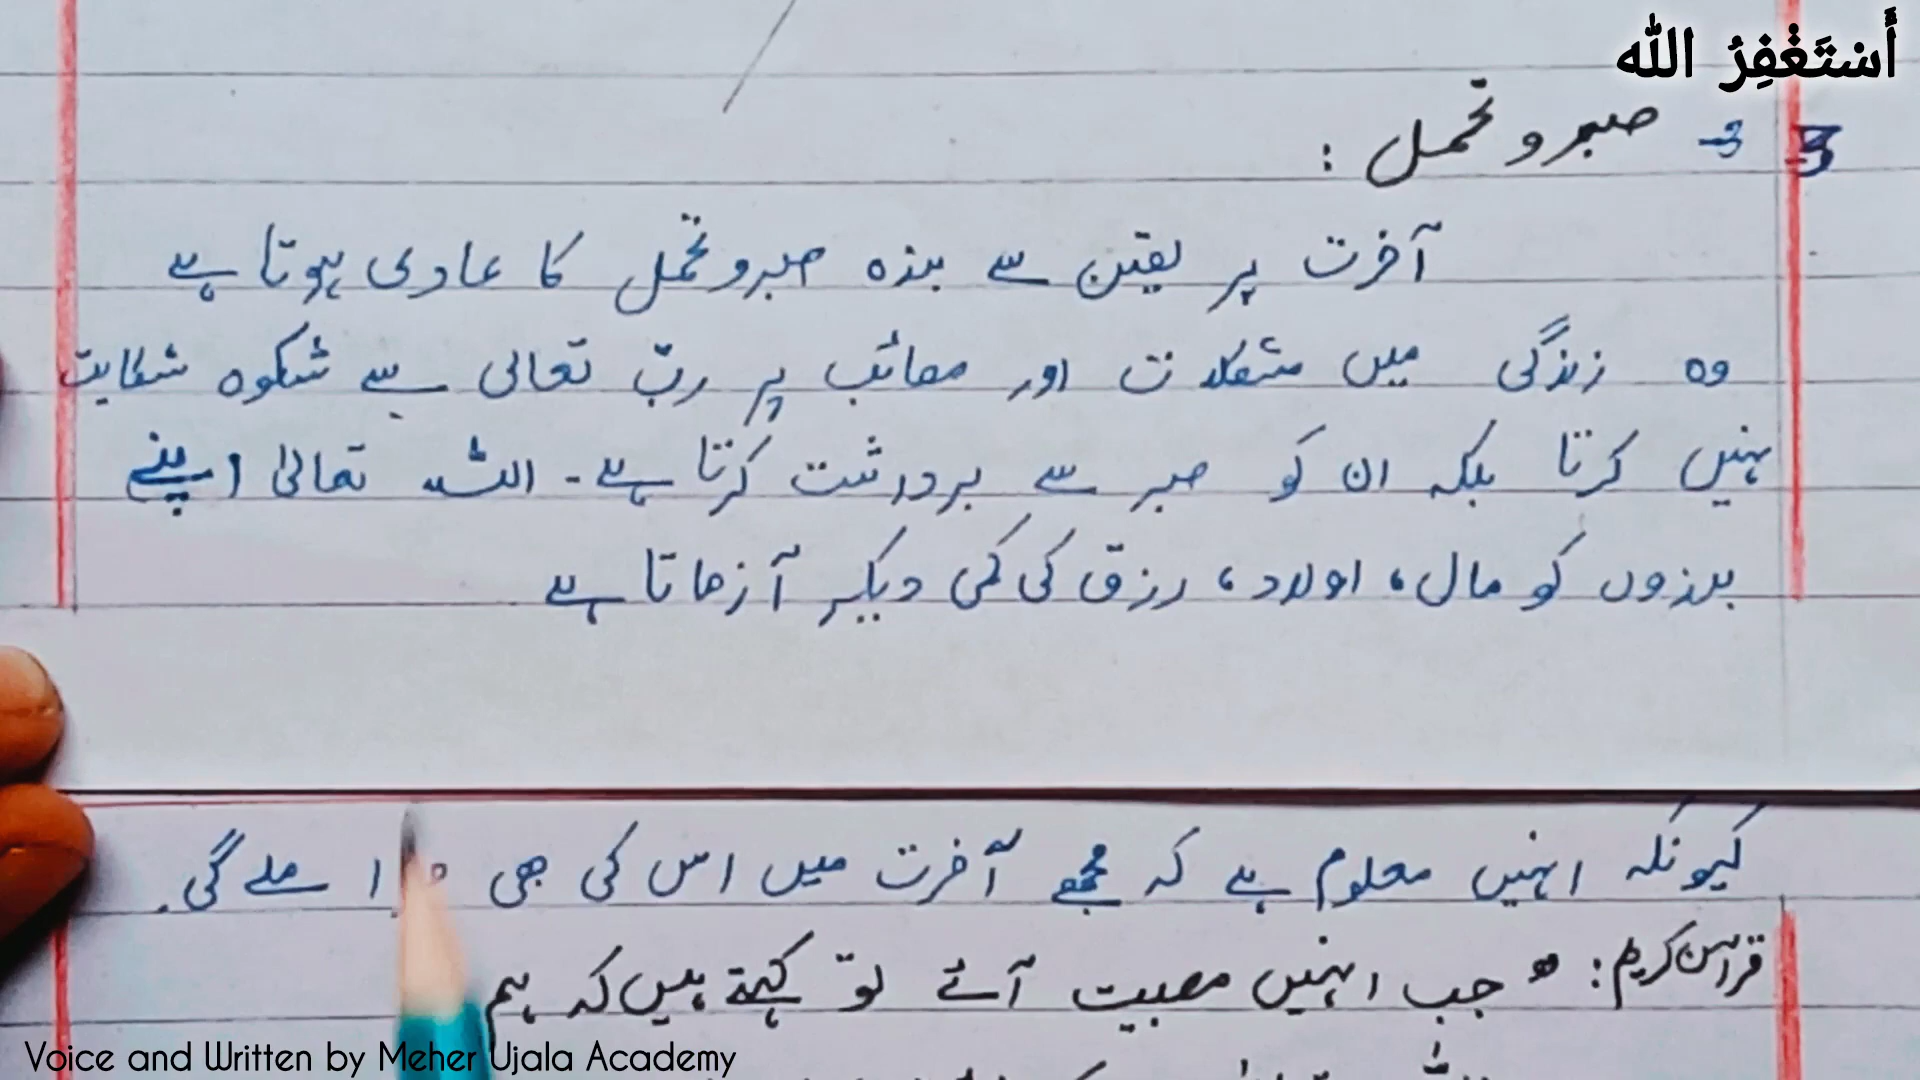 أَسْتَغْفِرُ الله
3 3- صبر و تحمل :
آخرت پر یقین سے بندہ صبر و تحمل کا عادی ہوتا ہے
وہ زندگی میں مشکلات اور مصائب پر ربّ تعالی سے شکوہ شکایت
نہیں کرتا بلکہ ان کو صبر سے برداشت کرتا ہے۔ اللہ تعالیٰ اپنے
بندوں کو مال، اولاد، رزق کی کمی دیکر آزماتا ہے
کیونکہ انہیں معلوم ہے کہ مجھے آخرت میں اس کی بھی ملے گی.
قرآن کریم: جب انہیں مصیبت آئے تو کہتے ہیں کہ ہم
Voice and Written by Meher Ujala Academy